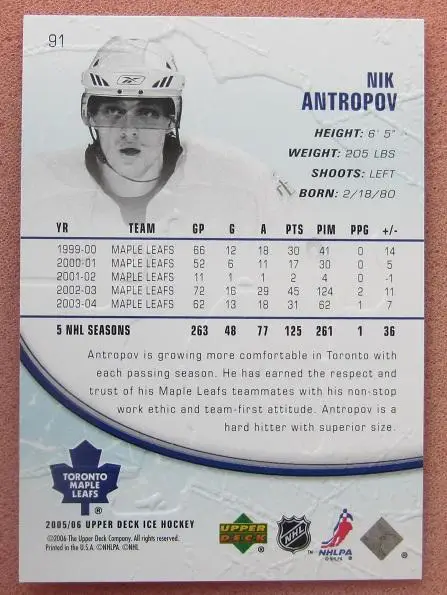 91
NIK
ANTROPOV
HEIGHT: 6' 5"
WEIGHT: 205 LBS
SHOOTS: LEFT
BORN: 2/18/80
YR TEAM GP G A PTS PIM PPG +/-
1999-00 MAPLE LEAFS 66 12 18 30 41 0 14
2000-01 MAPLE LEAFS 52 6 11 17 30 0 5
2001-02 MAPLE LEAFS 11 1 1 2 4 0 -1
2002-03 MAPLE LEAFS 72 16 29 45 124 2 11
2003-04 MAPLE LEAFS 62 13 18 31 62 1 7
5 NHL SEASONS 263 48 77 125 261 1 36
Antropov is growing more comfortable in Toronto with
each passing season. He has earned the respect and
trust of his Maple Leafs teammates with his non-stop
work ethic and team-first attitude. Antropov is a
hard hitter with superior size.
TORONTO
MAPLE
LEAFS
®
2005/06 UPPER DECK ICE HOCKEY
©2006 The Upper Deck Company. All rights reserved.
Printed in the U.S.A. ©NHLPA. ©NHL
UPPER
DECK
®
NHL
NHLPA
©NHLPA
®